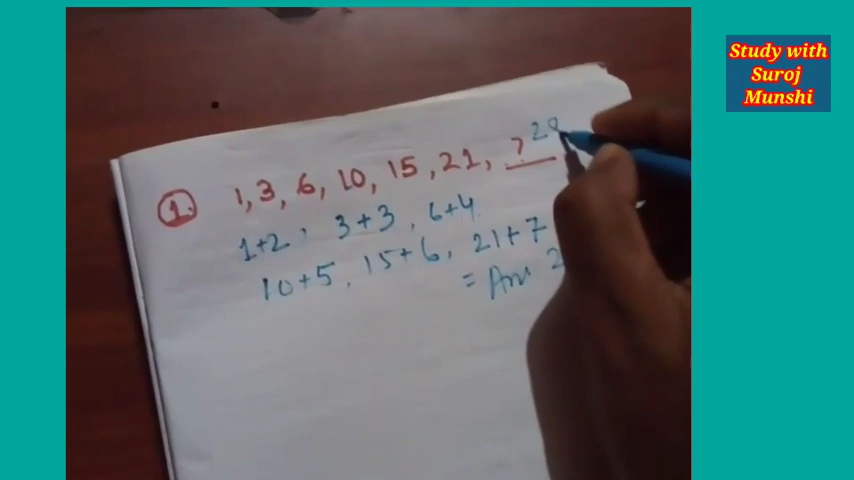 Study with
Suroj
Munshi
1. 1, 3, 6, 10, 15, 21, ? 28
1+2, 3+3, 6+4
10+5, 15+6, 21+7
= Ans 2